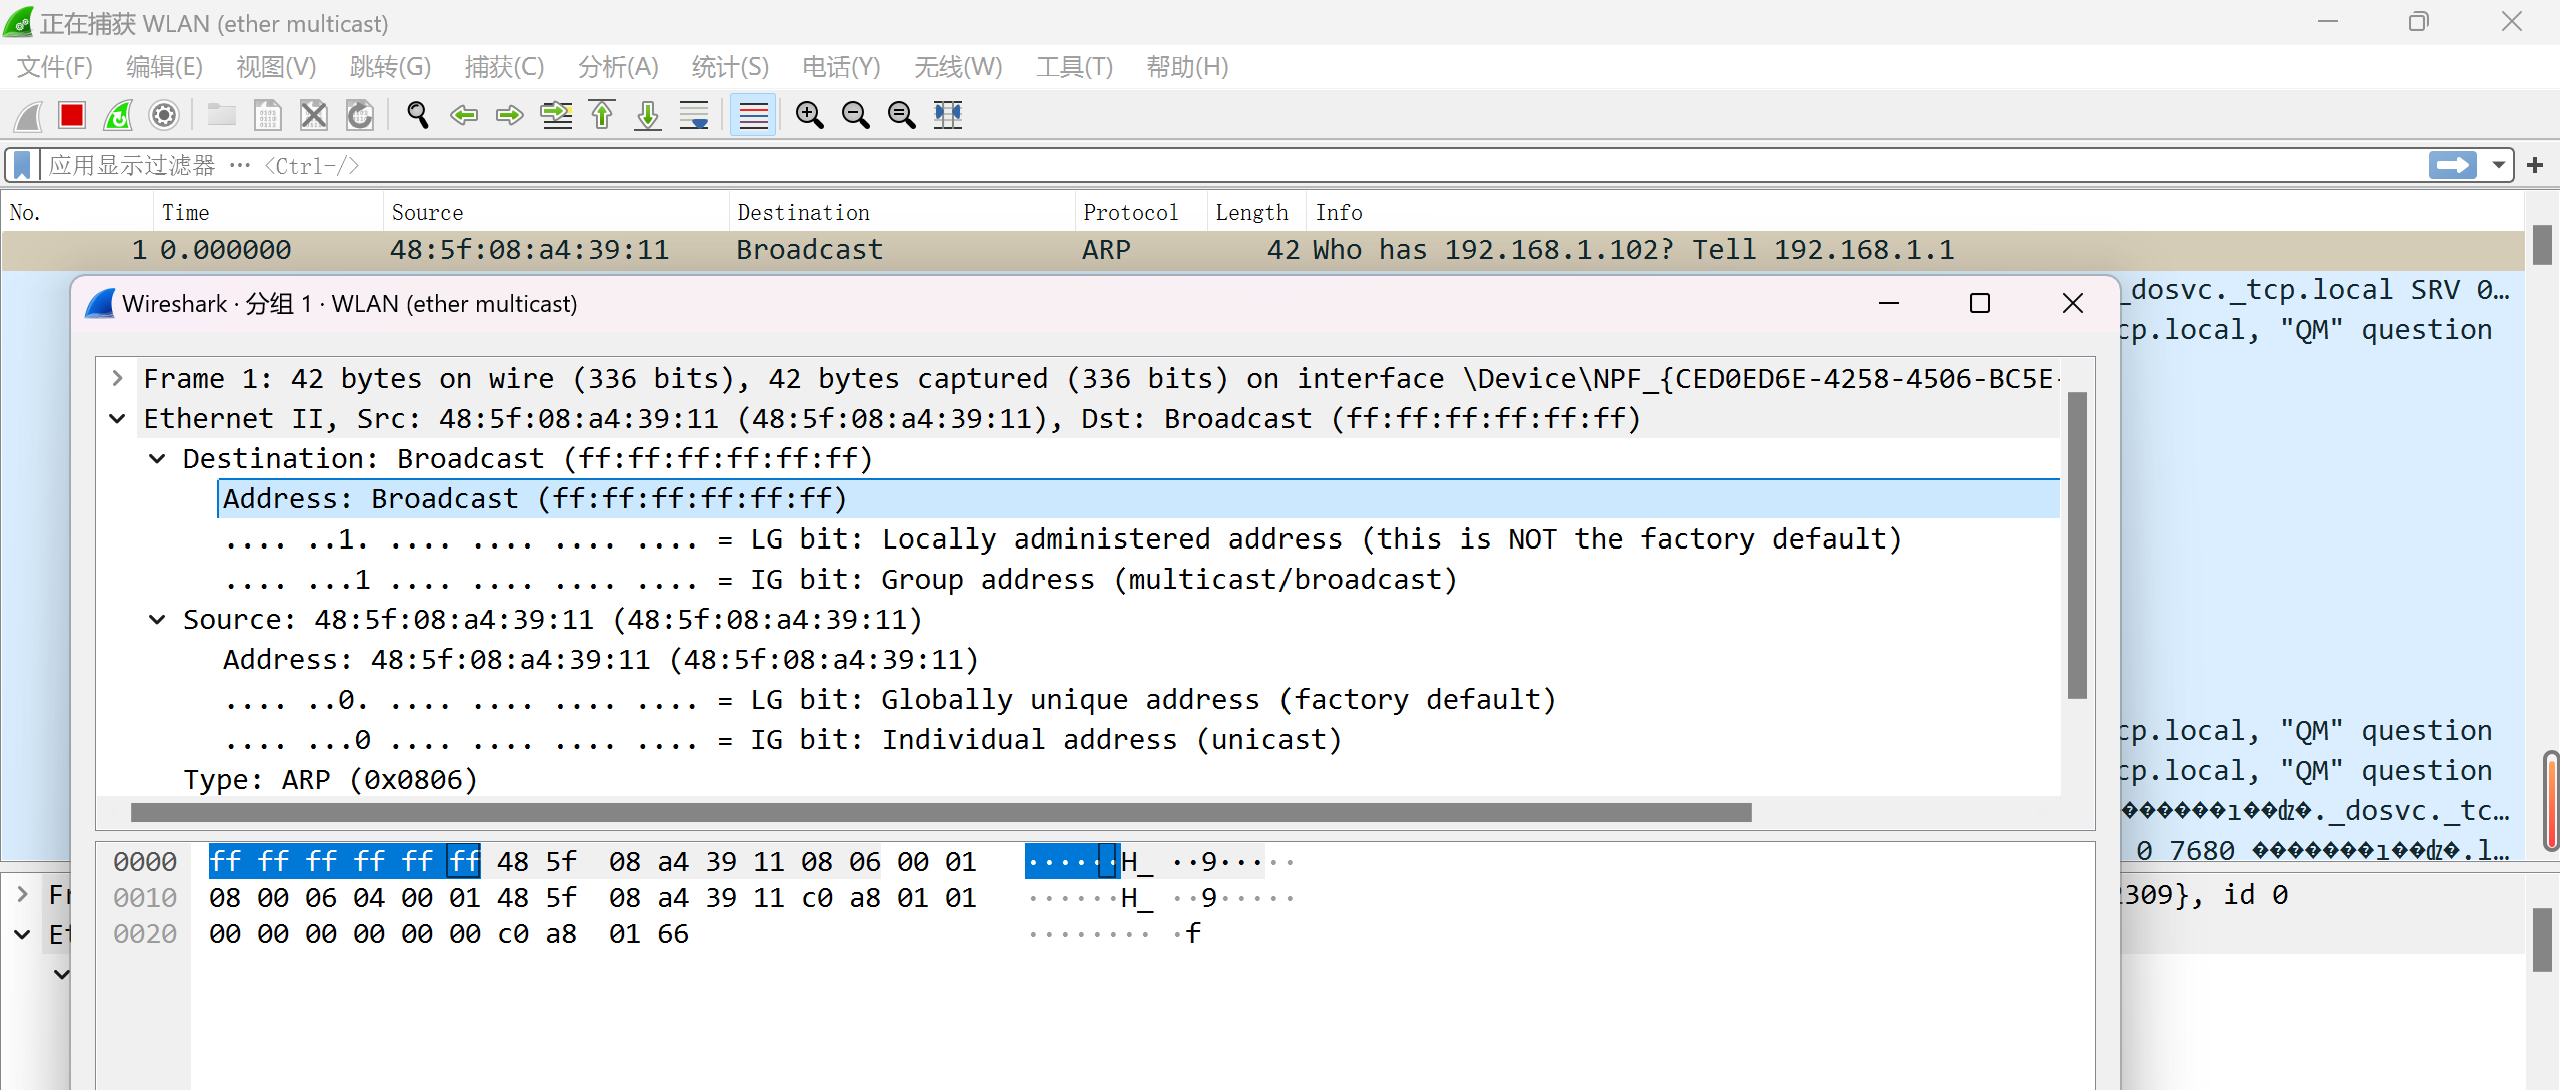 正在捕获 WLAN (ether multicast)
文件(F) 编辑(E) 视图(V) 跳转(G) 捕获(C) 分析(A) 统计(S) 电话(Y) 无线(W) 工具(T) 帮助(H)
应用显示过滤器 … <Ctrl-/>
No. Time Source Destination Protocol Length Info
1 0.000000 48:5f:08:a4:39:11 Broadcast ARP 42 Who has 192.168.1.102? Tell 192.168.1.1
_dosvc._tcp.local SRV 0…
cp.local, "QM" question
Wireshark · 分组 1 · WLAN (ether multicast)
Frame 1: 42 bytes on wire (336 bits), 42 bytes captured (336 bits) on interface \Device\NPF_{CED0ED6E-4258-4506-BC5E-
Ethernet II, Src: 48:5f:08:a4:39:11 (48:5f:08:a4:39:11), Dst: Broadcast (ff:ff:ff:ff:ff:ff)
Destination: Broadcast (ff:ff:ff:ff:ff:ff)
Address: Broadcast (ff:ff:ff:ff:ff:ff)
.... ..1. .... .... .... .... = LG bit: Locally administered address (this is NOT the factory default)
.... ...1 .... .... .... .... = IG bit: Group address (multicast/broadcast)
Source: 48:5f:08:a4:39:11 (48:5f:08:a4:39:11)
Address: 48:5f:08:a4:39:11 (48:5f:08:a4:39:11)
.... ..0. .... .... .... .... = LG bit: Globally unique address (factory default)
.... ...0 .... .... .... .... = IG bit: Individual address (unicast)
Type: ARP (0x0806)
cp.local, "QM" question
cp.local, "QM" question
._dosvc._tc…
0 7680 .l…
0000 ff ff ff ff ff ff 48 5f 08 a4 39 11 08 06 00 01 ······H_ ··9·····
0010 08 00 06 04 00 01 48 5f 08 a4 39 11 c0 a8 01 01 ······H_ ··9·····
0020 00 00 00 00 00 00 c0 a8 01 66 ········ ·f
Fr
2309}, id 0
Et